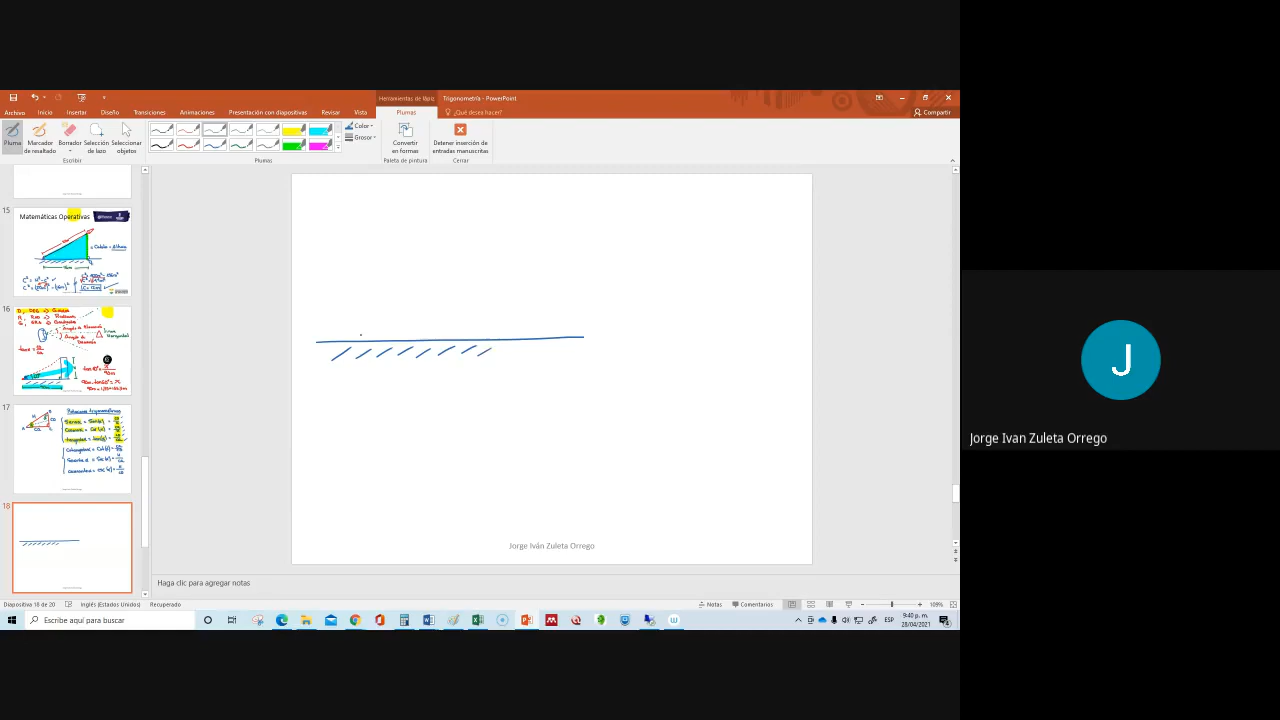 Herramientas de lápiz
Trigonometría - PowerPoint
Archivo Inicio Insertar Diseño Transiciones Animaciones Presentación con diapositivas Revisar Vista Plumas ¿Qué desea hacer? Compartir
Pluma Marcador de resaltado Borrador Selección de lazo Seleccionar objetos Color Grosor Convertir en formas Detener inserción de entradas manuscritas
Escribir Plumas Paleta de pintura Cerrar
15
Matemáticas Operativas
16
17
18
Jorge Iván Zuleta Orrego
Haga clic para agregar notas
Diapositiva 18 de 20 Inglés (Estados Unidos) Recuperado Notas Comentarios 109%
Escribe aquí para buscar
ESP
9:40 p. m.
28/04/2021
J
Jorge Ivan Zuleta Orrego